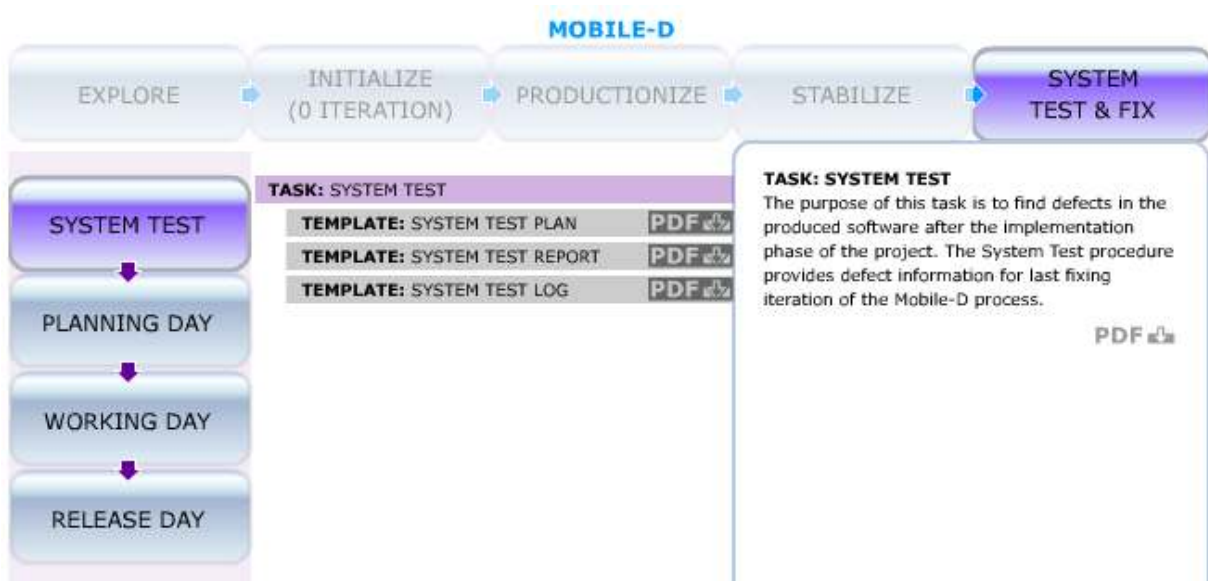 MOBILE-D
EXPLORE
INITIALIZE
(0 ITERATION)
PRODUCTIONIZE
STABILIZE
SYSTEM
TEST & FIX
SYSTEM TEST
PLANNING DAY
WORKING DAY
RELEASE DAY
TASK: SYSTEM TEST
TEMPLATE: SYSTEM TEST PLAN PDF
TEMPLATE: SYSTEM TEST REPORT PDF
TEMPLATE: SYSTEM TEST LOG PDF
TASK: SYSTEM TEST
The purpose of this task is to find defects in the
produced software after the implementation
phase of the project. The System Test procedure
provides defect information for last fixing
iteration of the Mobile-D process.
PDF